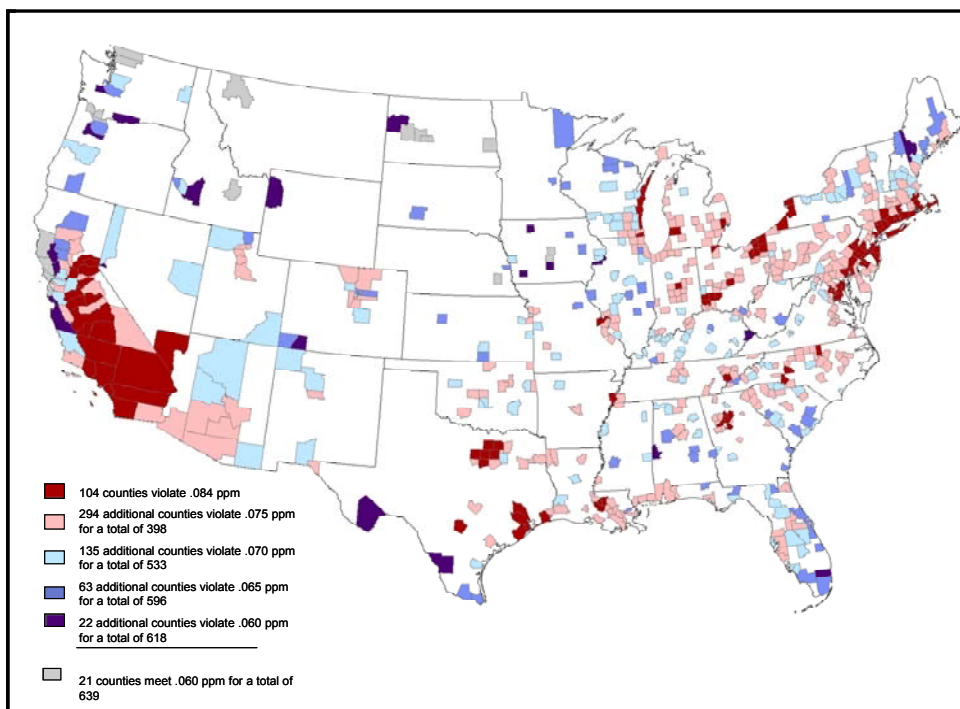 104 counties violate .084 ppm
294 additional counties violate .075 ppm
for a total of 398
135 additional counties violate .070 ppm
for a total of 533
63 additional counties violate .065 ppm
for a total of 596
22 additional counties violate .060 ppm
for a total of 618
21 counties meet .060 ppm for a total of
639